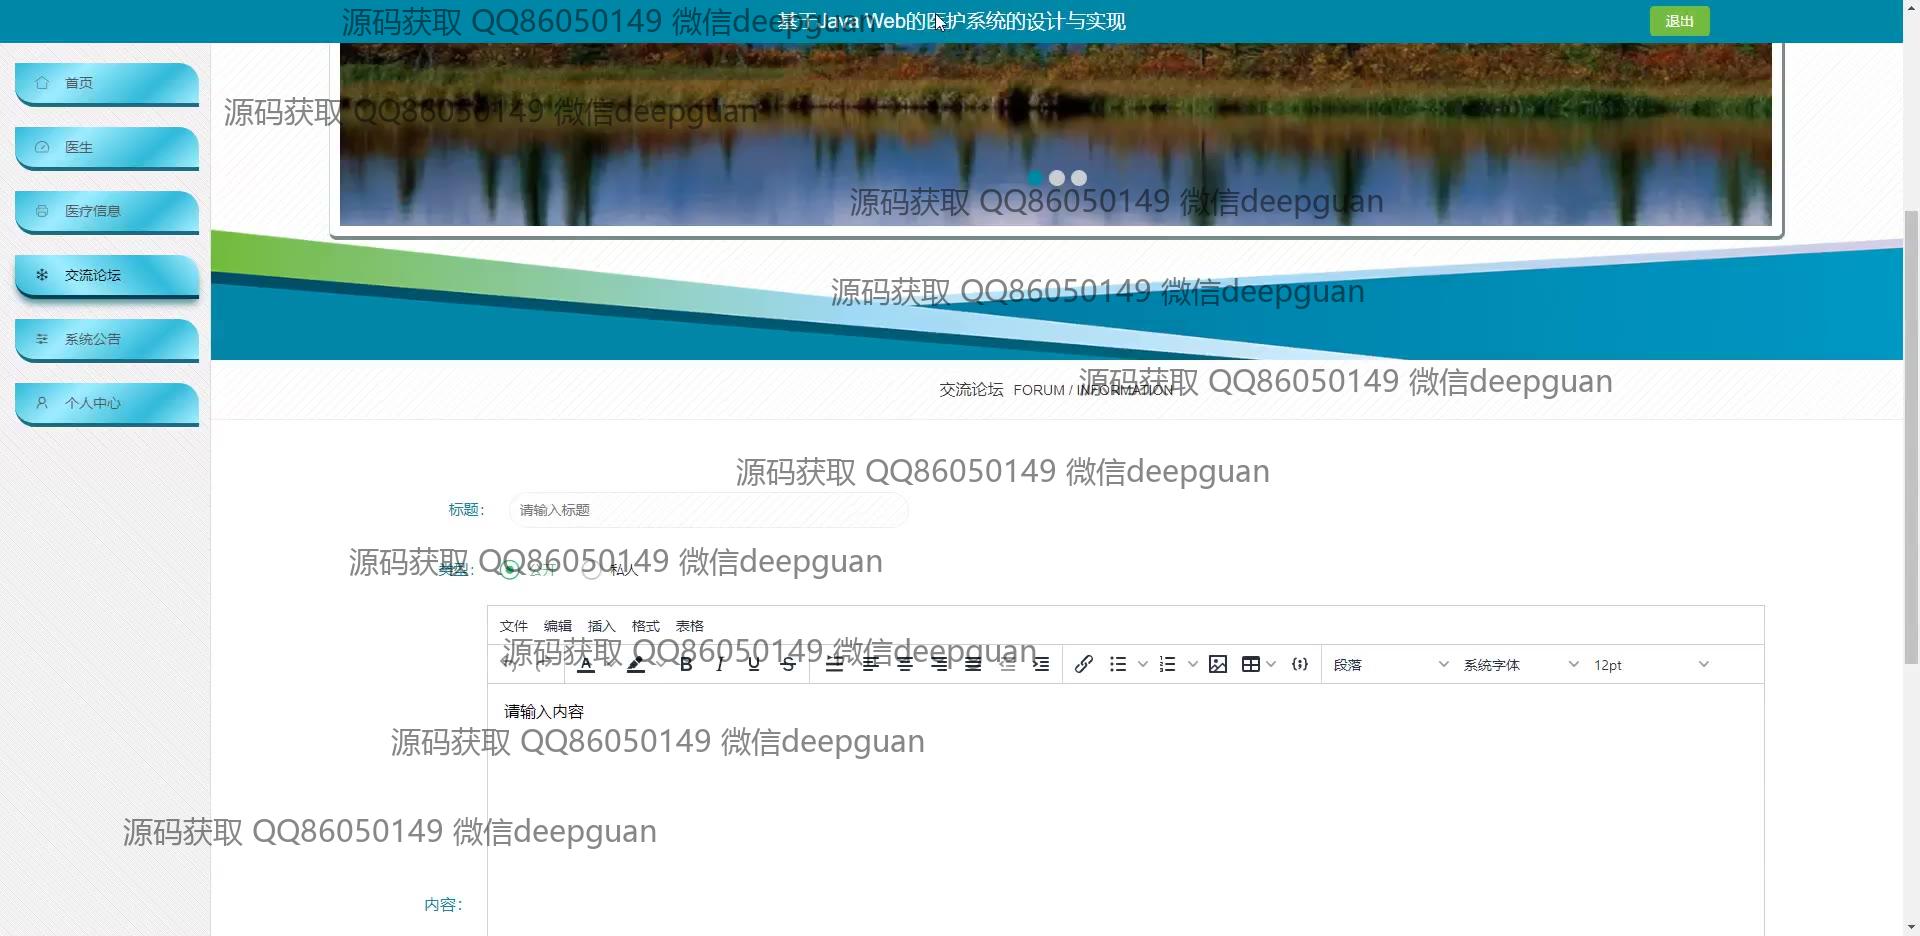 基于Java Web的医护系统的设计与实现
退出
源码获取 QQ86050149 微信deepguan
首页
源码获取 QQ86050149 微信deepguan
医生
源码获取 QQ86050149 微信deepguan
医疗信息
交流论坛
源码获取 QQ86050149 微信deepguan
系统公告
个人中心
交流论坛 FORUM / INFORMATION
源码获取 QQ86050149 微信deepguan
源码获取 QQ86050149 微信deepguan
标题： 请输入标题
源码获取 QQ86050149 微信deepguan
类型： 公开 私人
文件 编辑 插入 格式 表格
源码获取 QQ86050149 微信deepguan
段落 系统字体 12pt
请输入内容
源码获取 QQ86050149 微信deepguan
源码获取 QQ86050149 微信deepguan
内容：